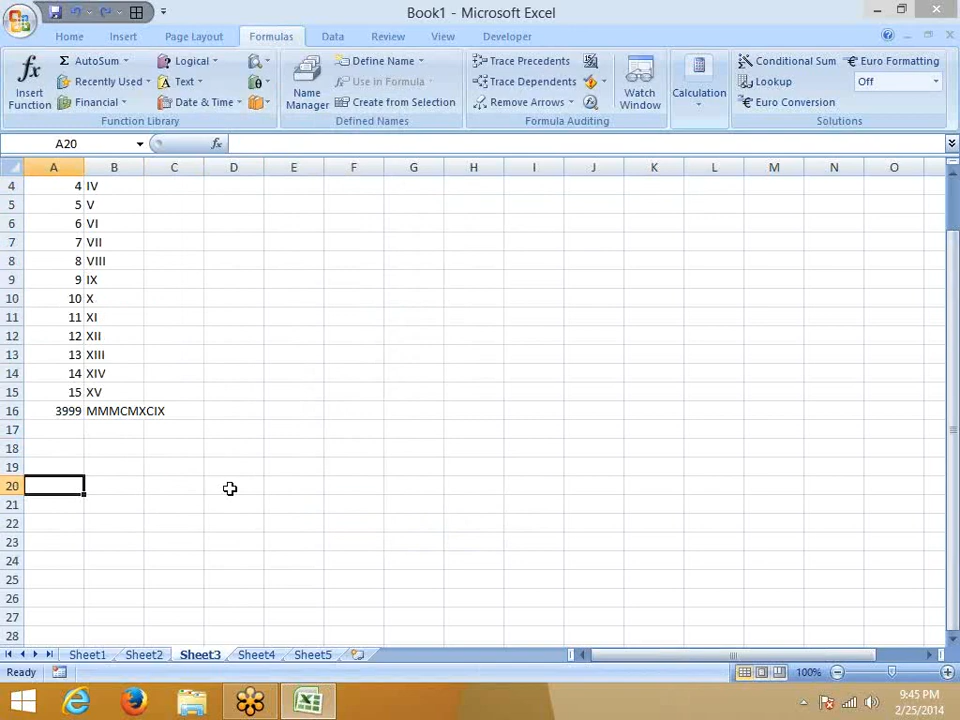 Book1 - Microsoft Excel
Home Insert Page Layout Formulas Data Review View Developer
fx Σ AutoSum Logical Define Name Trace Precedents Conditional Sum Euro Formatting
Recently Used Text Use in Formula Trace Dependents Lookup Off
Insert Function Financial Date & Time Name Manager Create from Selection Remove Arrows Watch Window Calculation Euro Conversion
Function Library Defined Names Formula Auditing Solutions
A20 fx
A B C D E F G H I J K L M N O
4 4 IV
5 5 V
6 6 VI
7 7 VII
8 8 VIII
9 9 IX
10 10 X
11 11 XI
12 12 XII
13 13 XIII
14 14 XIV
15 15 XV
16 3999 MMMCMXCIX
17
18
19
20
21
22
23
24
25
26
27
28
Sheet1 Sheet2 Sheet3 Sheet4 Sheet5
Ready 100%
9:45 PM
2/25/2014